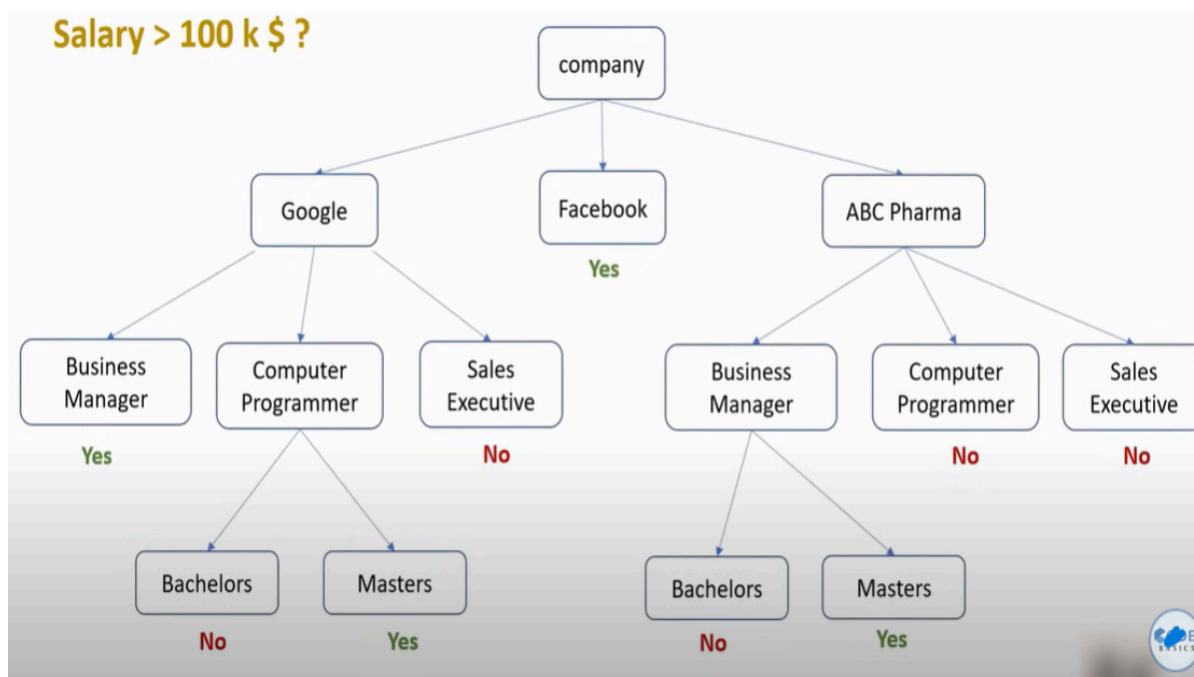 Salary > 100 k $ ?
company
Google
Facebook
ABC Pharma
Yes
Business
Manager
Computer
Programmer
Sales
Executive
Business
Manager
Computer
Programmer
Sales
Executive
Yes
No
No
No
Bachelors
Masters
Bachelors
Masters
No
Yes
No
Yes
BASICS